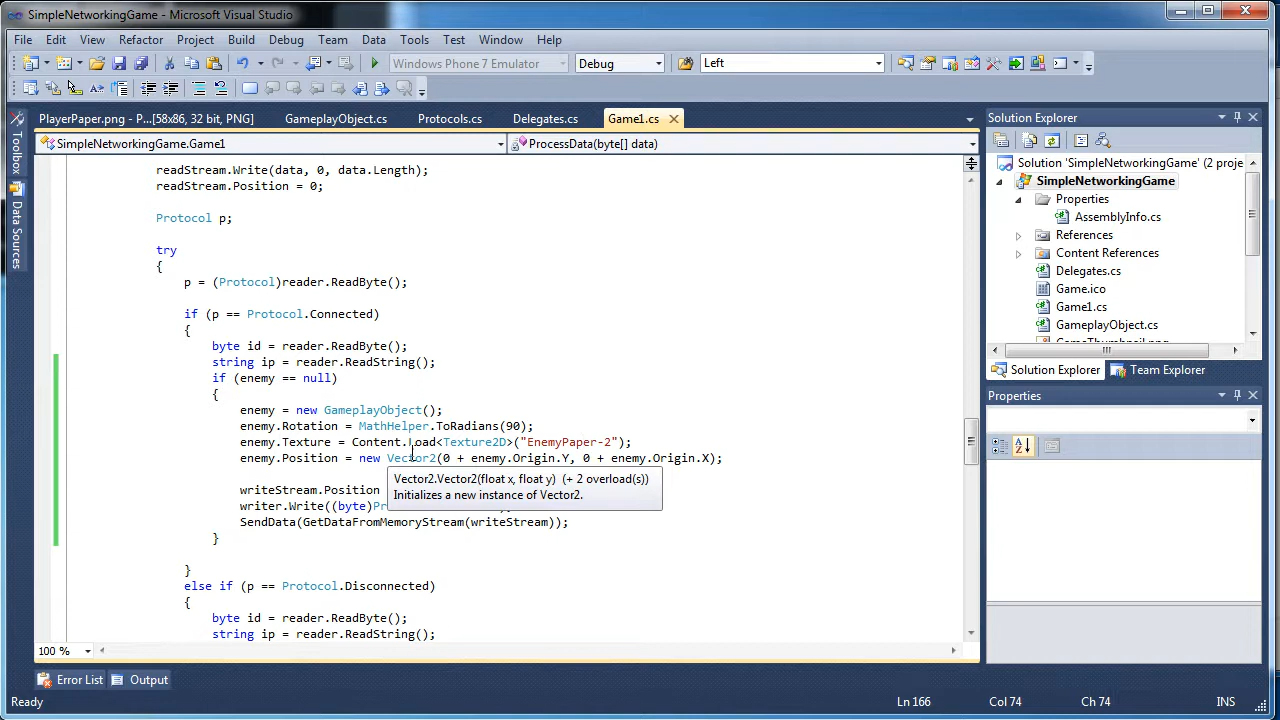 SimpleNetworkingGame - Microsoft Visual Studio
File Edit View Refactor Project Build Debug Team Data Tools Test Window Help
Windows Phone 7 Emulator Debug Left
PlayerPaper.png - P...[58x86, 32 bit, PNG] GameplayObject.cs Protocols.cs Delegates.cs Game1.cs
SimpleNetworkingGame.Game1 ProcessData(byte[] data)
Toolbox
Data Sources
readStream.Write(data, 0, data.Length);
readStream.Position = 0;
Protocol p;
try
{
p = (Protocol)reader.ReadByte();
if (p == Protocol.Connected)
{
byte id = reader.ReadByte();
string ip = reader.ReadString();
if (enemy == null)
{
enemy = new GameplayObject();
enemy.Rotation = MathHelper.ToRadians(90);
enemy.Texture = Content.Load<Texture2D>("EnemyPaper-2");
enemy.Position = new Vector2(0 + enemy.Origin.Y, 0 + enemy.Origin.X);
Vector2.Vector2(float x, float y) (+ 2 overload(s))
Initializes a new instance of Vector2.
writeStream.Position
writer.Write((byte)Pr
SendData(GetDataFromMemoryStream(writeStream));
}
}
else if (p == Protocol.Disconnected)
{
byte id = reader.ReadByte();
string ip = reader.ReadString();
100 %
Error List Output
Solution Explorer
Solution 'SimpleNetworkingGame' (2 proje
SimpleNetworkingGame
Properties
AssemblyInfo.cs
References
Content References
Delegates.cs
Game.ico
Game1.cs
GameplayObject.cs
GameThumbnail.png
Solution Explorer Team Explorer
Properties
Ready Ln 166 Col 74 Ch 74 INS